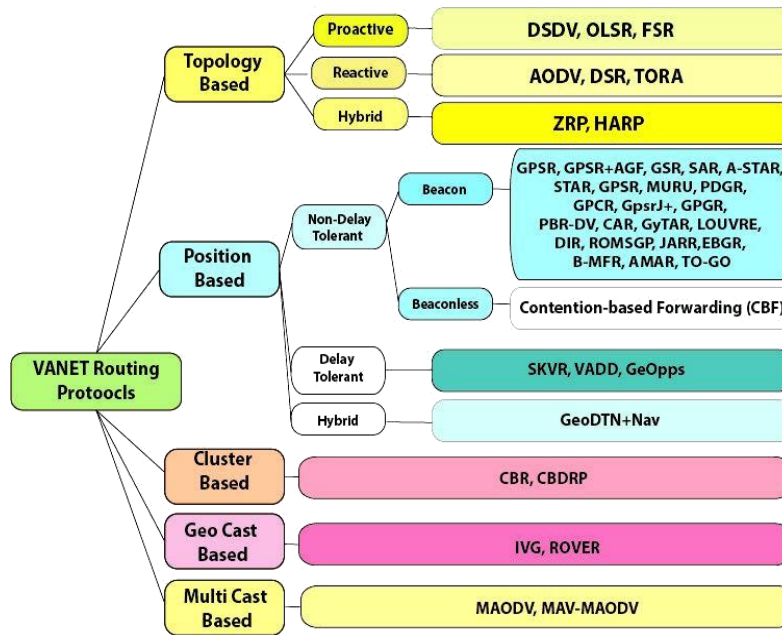 Topology
Based
Proactive
DSDV, OLSR, FSR
Reactive
AODV, DSR, TORA
Hybrid
ZRP, HARP
Position
Based
Non-Delay
Tolerant
Beacon
GPSR, GPSR+AGF, GSR, SAR, A-STAR,
STAR, GPSR, MURU, PDGR,
GPCR, GpsrJ+, GPGR,
PBR-DV, CAR, GyTAR, LOUVRE,
DIR, ROMSGP, JARR,EBGR,
B-MFR, AMAR, TO-GO
Beaconless
Contention-based Forwarding (CBF)
Delay
Tolerant
SKVR, VADD, GeOpps
Hybrid
GeoDTN+Nav
VANET Routing
Protoocls
Cluster
Based
CBR, CBDRP
Geo Cast
Based
IVG, ROVER
Multi Cast
Based
MAODV, MAV-MAODV